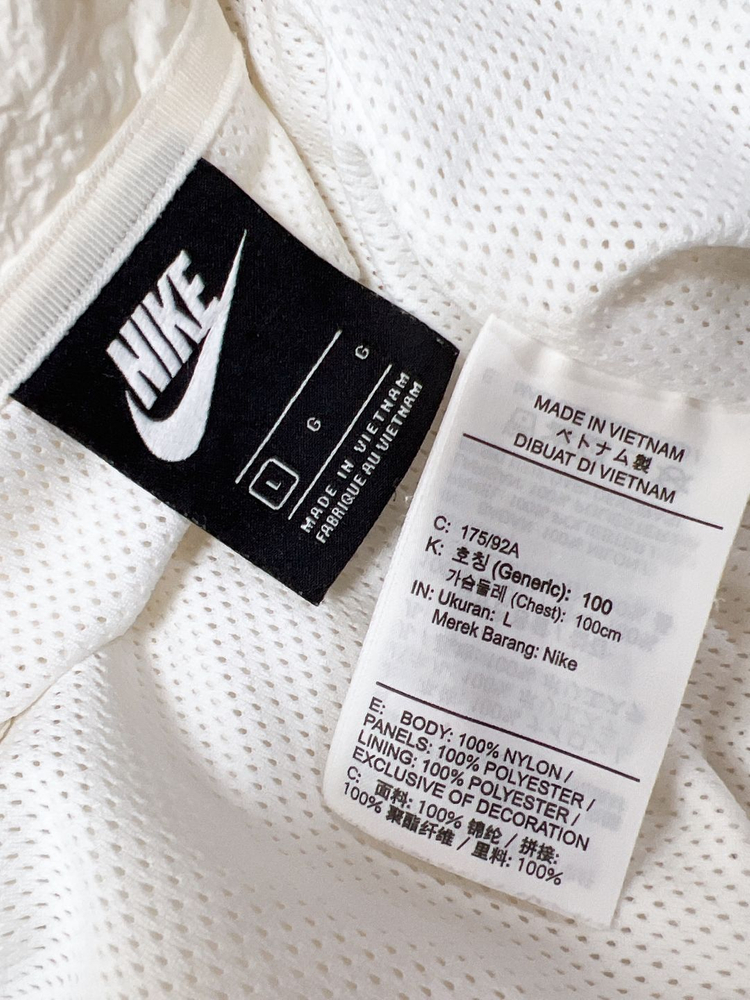 NIKE
L G G
MADE IN VIETNAM
FABRIQUE AU VIETNAM
MADE IN VIETNAM
ベトナム製
DIBUAT DI VIETNAM
C: 175/92A
K: 호칭 (Generic): 100
가슴둘레 (Chest): 100cm
IN: Ukuran: L
Merek Barang: Nike
E: BODY: 100% NYLON /
PANELS: 100% POLYESTER /
LINING: 100% POLYESTER /
EXCLUSIVE OF DECORATION
C: 面料: 100% 锦纶 / 拼接:
100% 聚酯纤维 / 里料: 100%